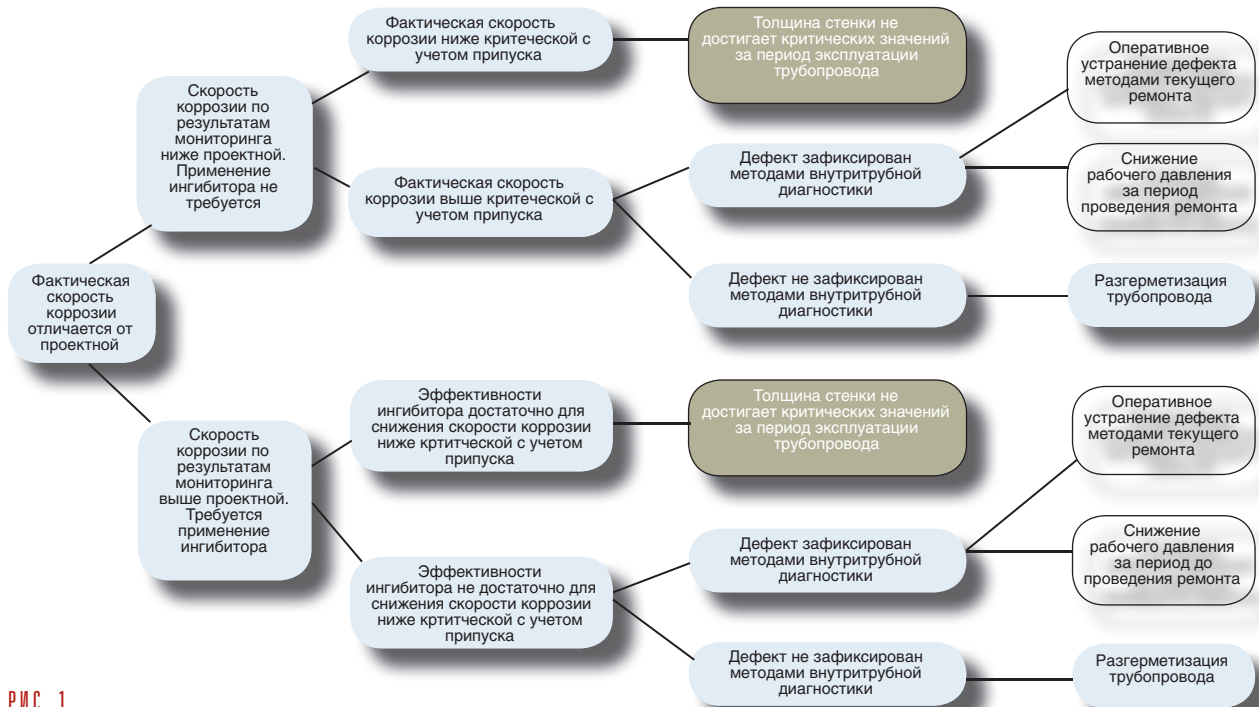 Фактическая
скорость
коррозии
отличается от
проектной
Скорость
коррозии по
результатам
мониторинга
ниже проектной.
Применение
ингибитора не
требуется
Фактическая скорость
коррозии ниже критеческой с
учетом припуска
Толщина стенки не
достигает критических значений
за период эксплуатации
трубопровода
Фактическая скорость
коррозии выше критеческой с
учетом припуска
Дефект зафиксирован
методами внутритрубной
диагностики
Оперативное
устранение дефекта
методами текущего
ремонта
Снижение
рабочего давления
за период
проведения ремонта
Дефект не зафиксирован
методами внутритрубной
диагностики
Разгерметизация
трубопровода
Скорость
коррозии по
результатам
мониторинга
выше проектной.
Требуется
применение
ингибитора
Эффективности
ингибитора достаточно для
снижения скорости коррозии
ниже кртитческой с учетом
припуска
Толщина стенки не
достигает критических значений
за период эксплуатации
трубопровода
Эффективности
ингибитора не достаточно для
снижения скорости коррозии
ниже кртитческой с учетом
припуска
Дефект зафиксирован
методами внутритрубной
диагностики
Оперативное
устранение дефекта
методами текущего
ремонта
Снижение
рабочего давления
за период до
проведения ремонта
Дефект не зафиксирован
методами внутритрубной
диагностики
Разгерметизация
трубопровода
РИС. 1